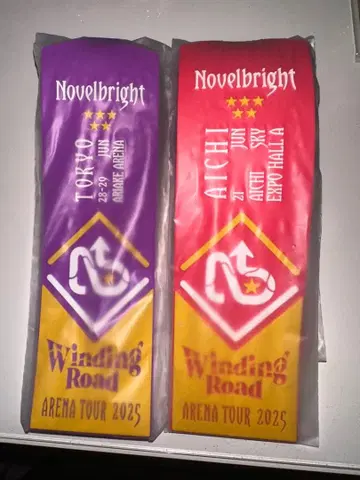 Novelbright
TOKYO
28-29 JUN
ARIAKE ARENA
Winding
Road
ARENA TOUR 2025
Novelbright
AICHI
21 JUN
AICHI SKY
EXPO HALL A
Winding
Road
ARENA TOUR 2025